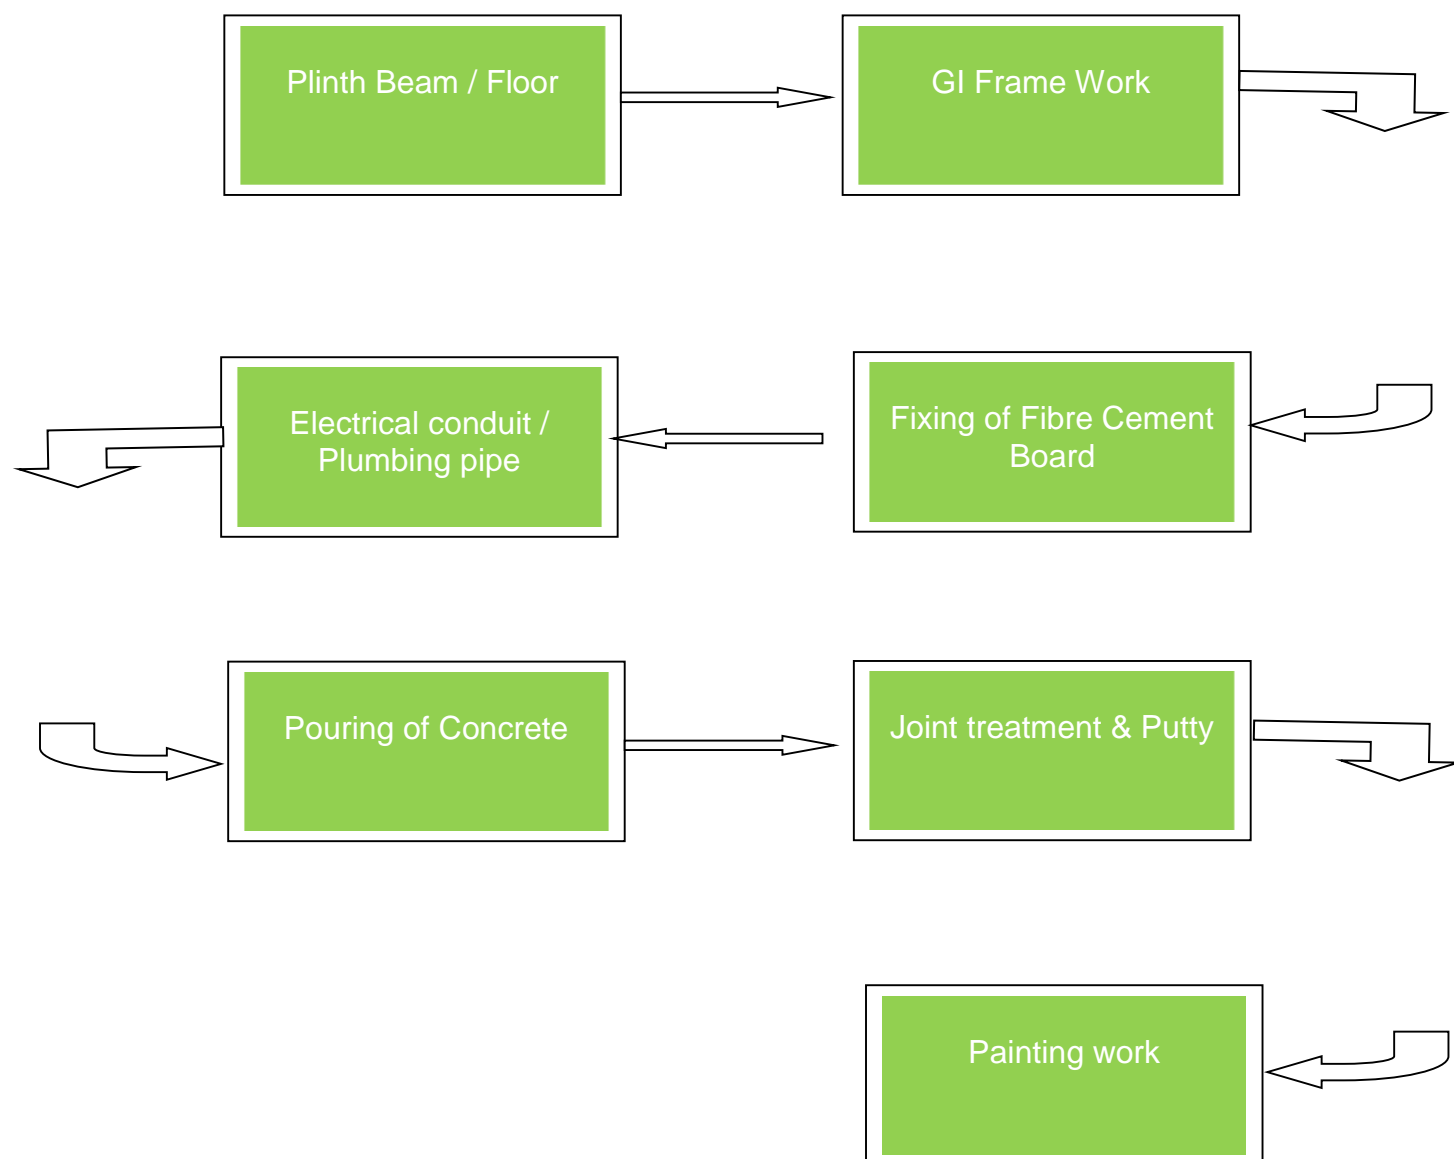 Plinth Beam / Floor
GI Frame Work
Electrical conduit /
Plumbing pipe
Fixing of Fibre Cement
Board
Pouring of Concrete
Joint treatment & Putty
Painting work